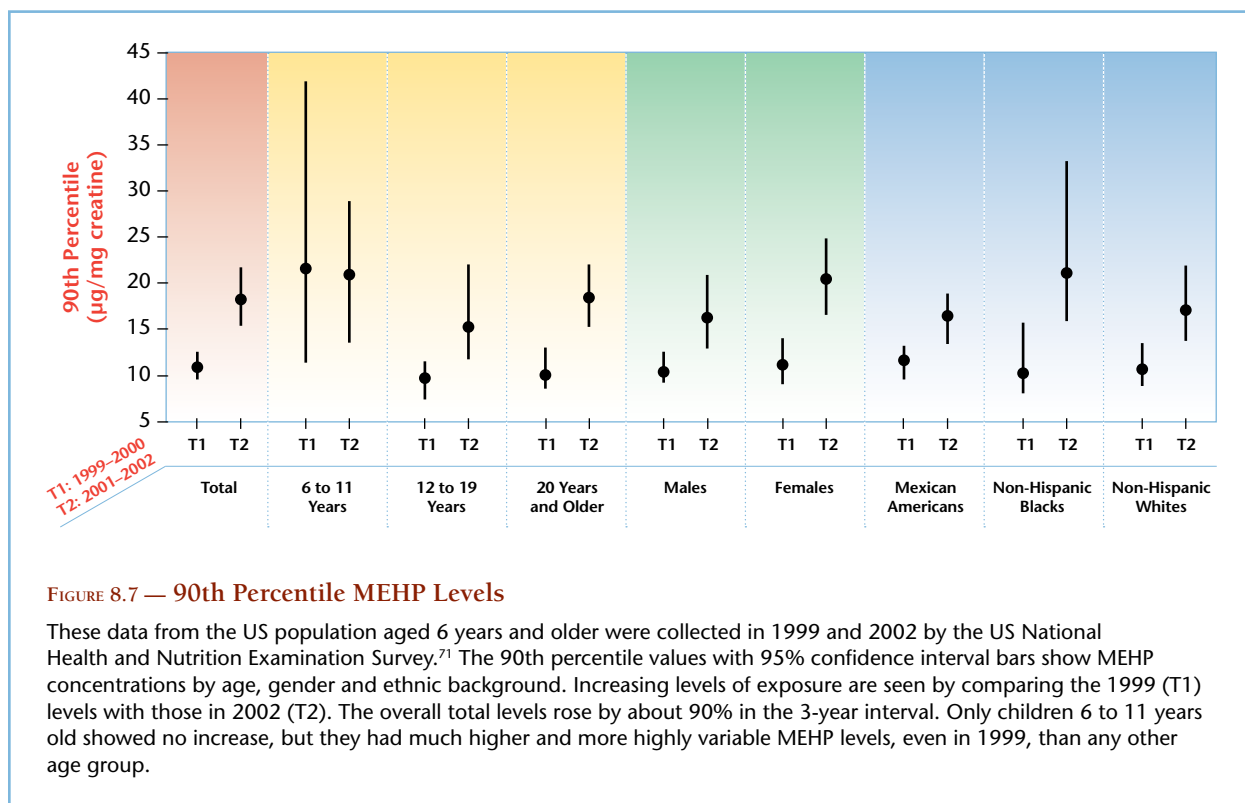 45
40
35
30
25
20
15
10
5
90th Percentile
(µg/mg creatine)
T1 T2 T1 T2 T1 T2 T1 T2 T1 T2 T1 T2 T1 T2 T1 T2 T1 T2
T1: 1999–2000
T2: 2001–2002
Total
6 to 11
Years
12 to 19
Years
20 Years
and Older
Males
Females
Mexican
Americans
Non-Hispanic
Blacks
Non-Hispanic
Whites
FIGURE 8.7 — 90th Percentile MEHP Levels
These data from the US population aged 6 years and older were collected in 1999 and 2002 by the US National
Health and Nutrition Examination Survey.71 The 90th percentile values with 95% confidence interval bars show MEHP
concentrations by age, gender and ethnic background. Increasing levels of exposure are seen by comparing the 1999 (T1)
levels with those in 2002 (T2). The overall total levels rose by about 90% in the 3-year interval. Only children 6 to 11 years
old showed no increase, but they had much higher and more highly variable MEHP levels, even in 1999, than any other
age group.